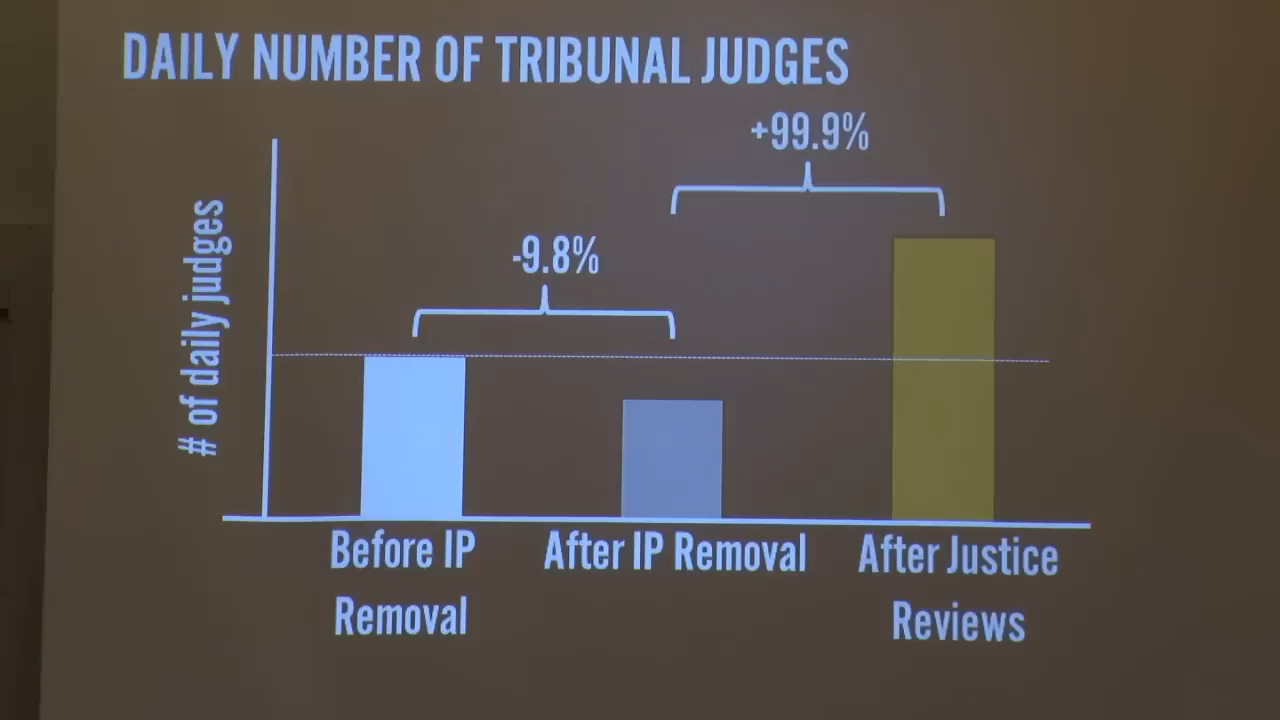 DAILY NUMBER OF TRIBUNAL JUDGES
+99.9%
-9.8%
# of daily judges
Before IP
Removal
After IP Removal
After Justice
Reviews